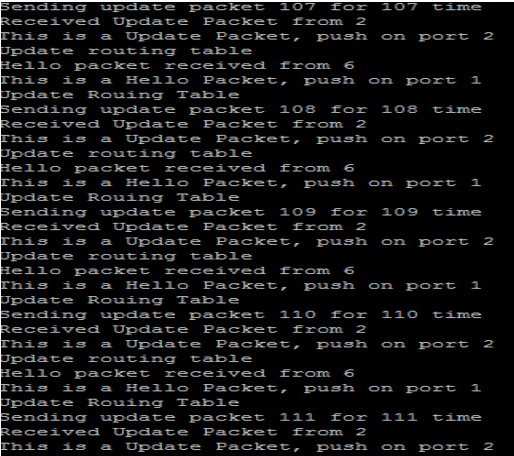 Sending update packet 107 for 107 time
Received Update Packet from 2
This is a Update Packet, push on port 2
Update routing table
Hello packet received from 6
This is a Hello Packet, push on port 1
Update Rouing Table
Sending update packet 108 for 108 time
Received Update Packet from 2
This is a Update Packet, push on port 2
Update routing table
Hello packet received from 6
This is a Hello Packet, push on port 1
Update Rouing Table
Sending update packet 109 for 109 time
Received Update Packet from 2
This is a Update Packet, push on port 2
Update routing table
Hello packet received from 6
This is a Hello Packet, push on port 1
Update Rouing Table
Sending update packet 110 for 110 time
Received Update Packet from 2
This is a Update Packet, push on port 2
Update routing table
Hello packet received from 6
This is a Hello Packet, push on port 1
Update Rouing Table
Sending update packet 111 for 111 time
Received Update Packet from 2
This is a Update Packet, push on port 2